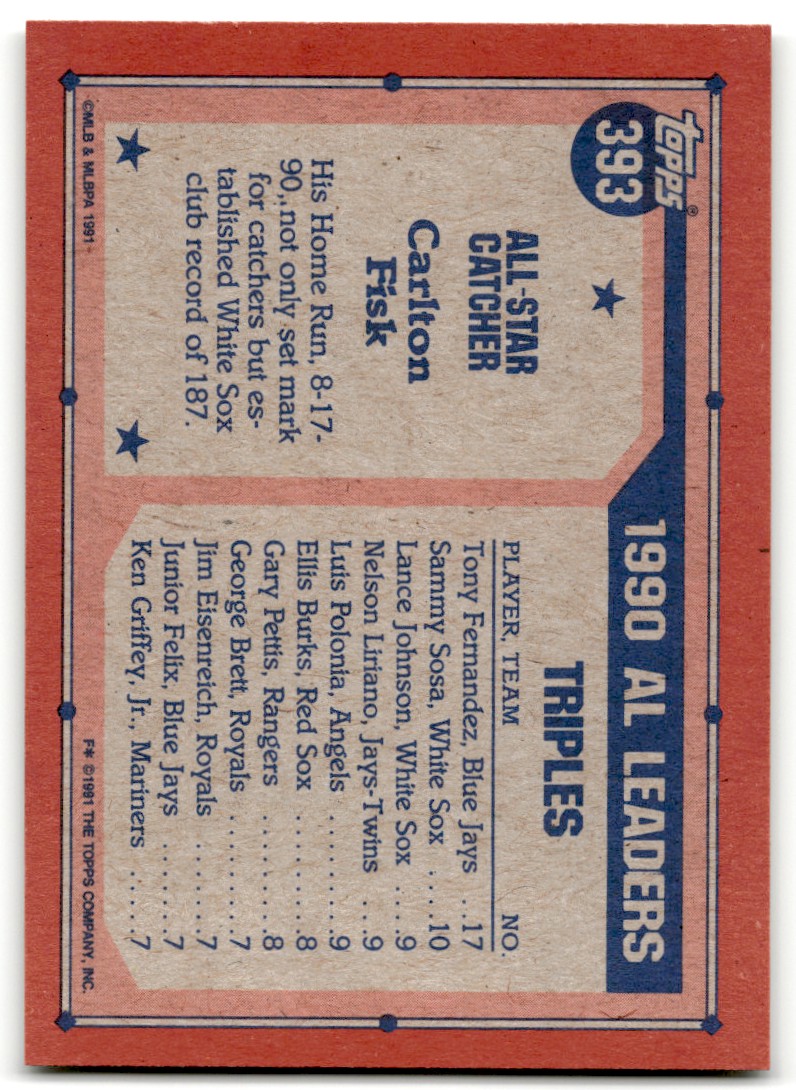 topps®
393
ALL-STAR
CATCHER
Carlton
Fisk
His Home Run, 8-17-
90, not only set mark
for catchers but es-
tablished White Sox
club record of 187.
1990 AL LEADERS
TRIPLES
PLAYER, TEAM NO.
Tony Fernandez, Blue Jays ..17
Sammy Sosa, White Sox ....10
Lance Johnson, White Sox ....9
Nelson Liriano, Jays-Twins ...9
Luis Polonia, Angels ........9
Ellis Burks, Red Sox ........8
Gary Pettis, Rangers ........8
George Brett, Royals ........7
Jim Eisenreich, Royals ......7
Junior Felix, Blue Jays ......7
Ken Griffey, Jr., Mariners .....7
©MLB & MLBPA 1991
F* ©1991 THE TOPPS COMPANY, INC.